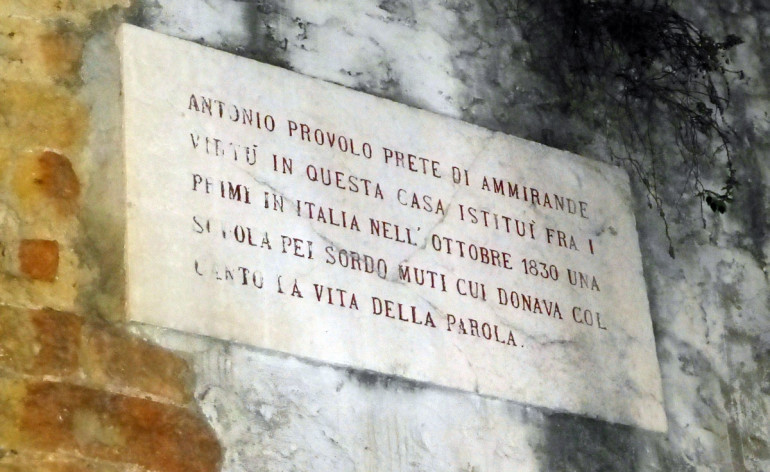 ANTONIO PROVOLO PRETE DI AMMIRANDE
VIRTÙ IN QUESTA CASA ISTITUÌ FRA I
PRIMI IN ITALIA NELL' OTTOBRE 1830 UNA
SCUOLA PEI SORDO MUTI CUI DONAVA COL
CANTO LA VITA DELLA PAROLA.